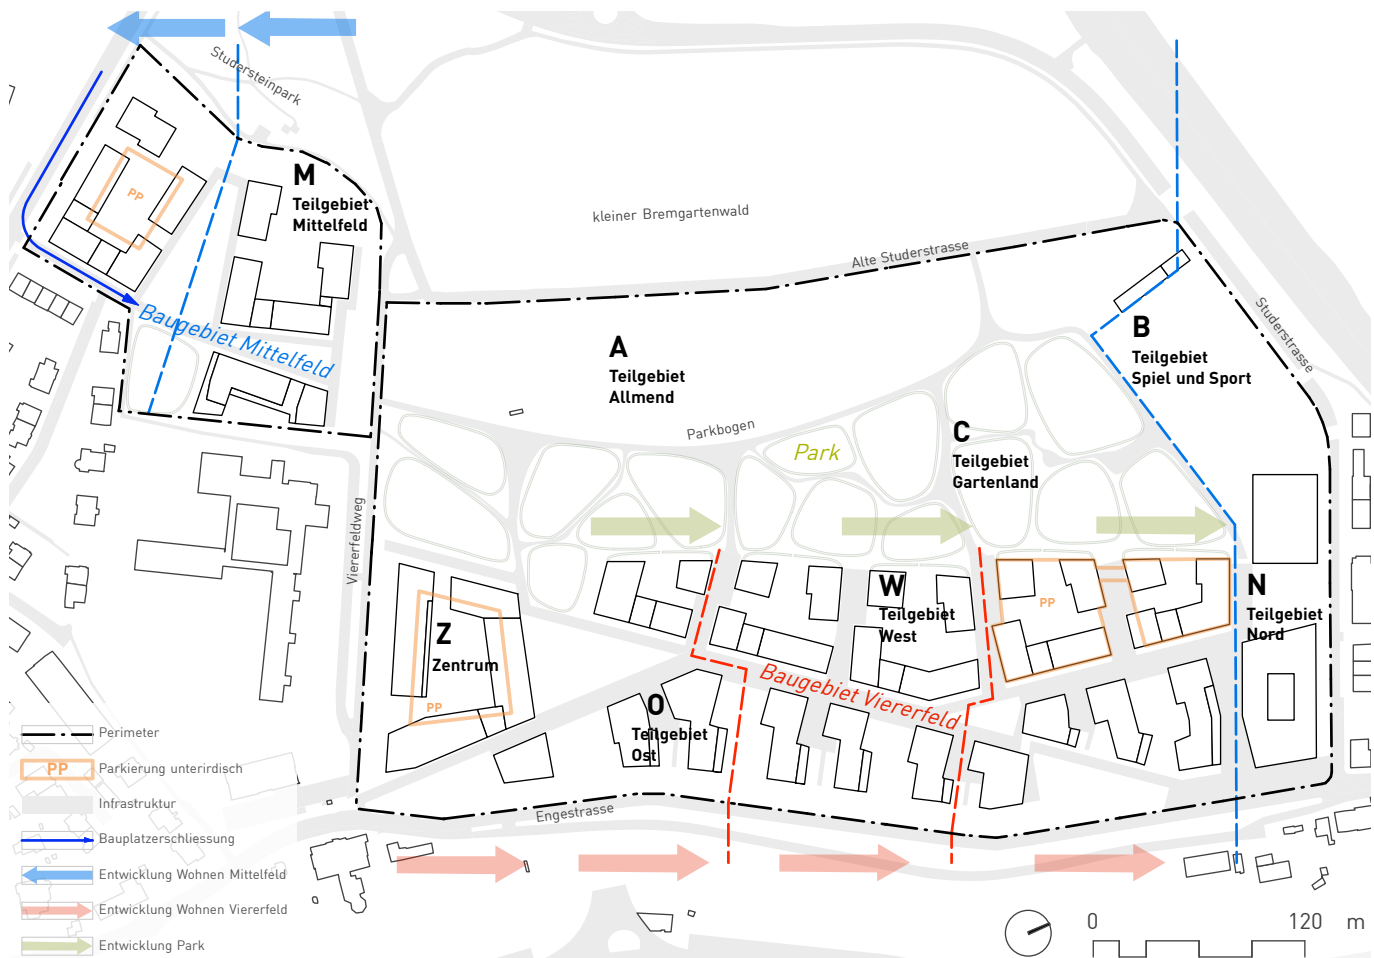 Studersteinpark
M
Teilgebiet
Mittelfeld
PP
kleiner Bremgartenwald
Alte Studerstrasse
Baugebiet Mittelfeld
Studerstrasse
A
Teilgebiet
Allmend
B
Teilgebiet
Spiel und Sport
Parkbogen
Park
C
Teilgebiet
Gartenland
Viererfeldweg
W
Teilgebiet
West
PP
N
Teilgebiet
Nord
Z
Zentrum
PP
Baugebiet Viererfeld
O
Teilgebiet
Ost
Engestrasse
Perimeter
PP Parkierung unterirdisch
Infrastruktur
Bauplatzerschliessung
Entwicklung Wohnen Mittelfeld
Entwicklung Wohnen Viererfeld
Entwicklung Park
0 120 m